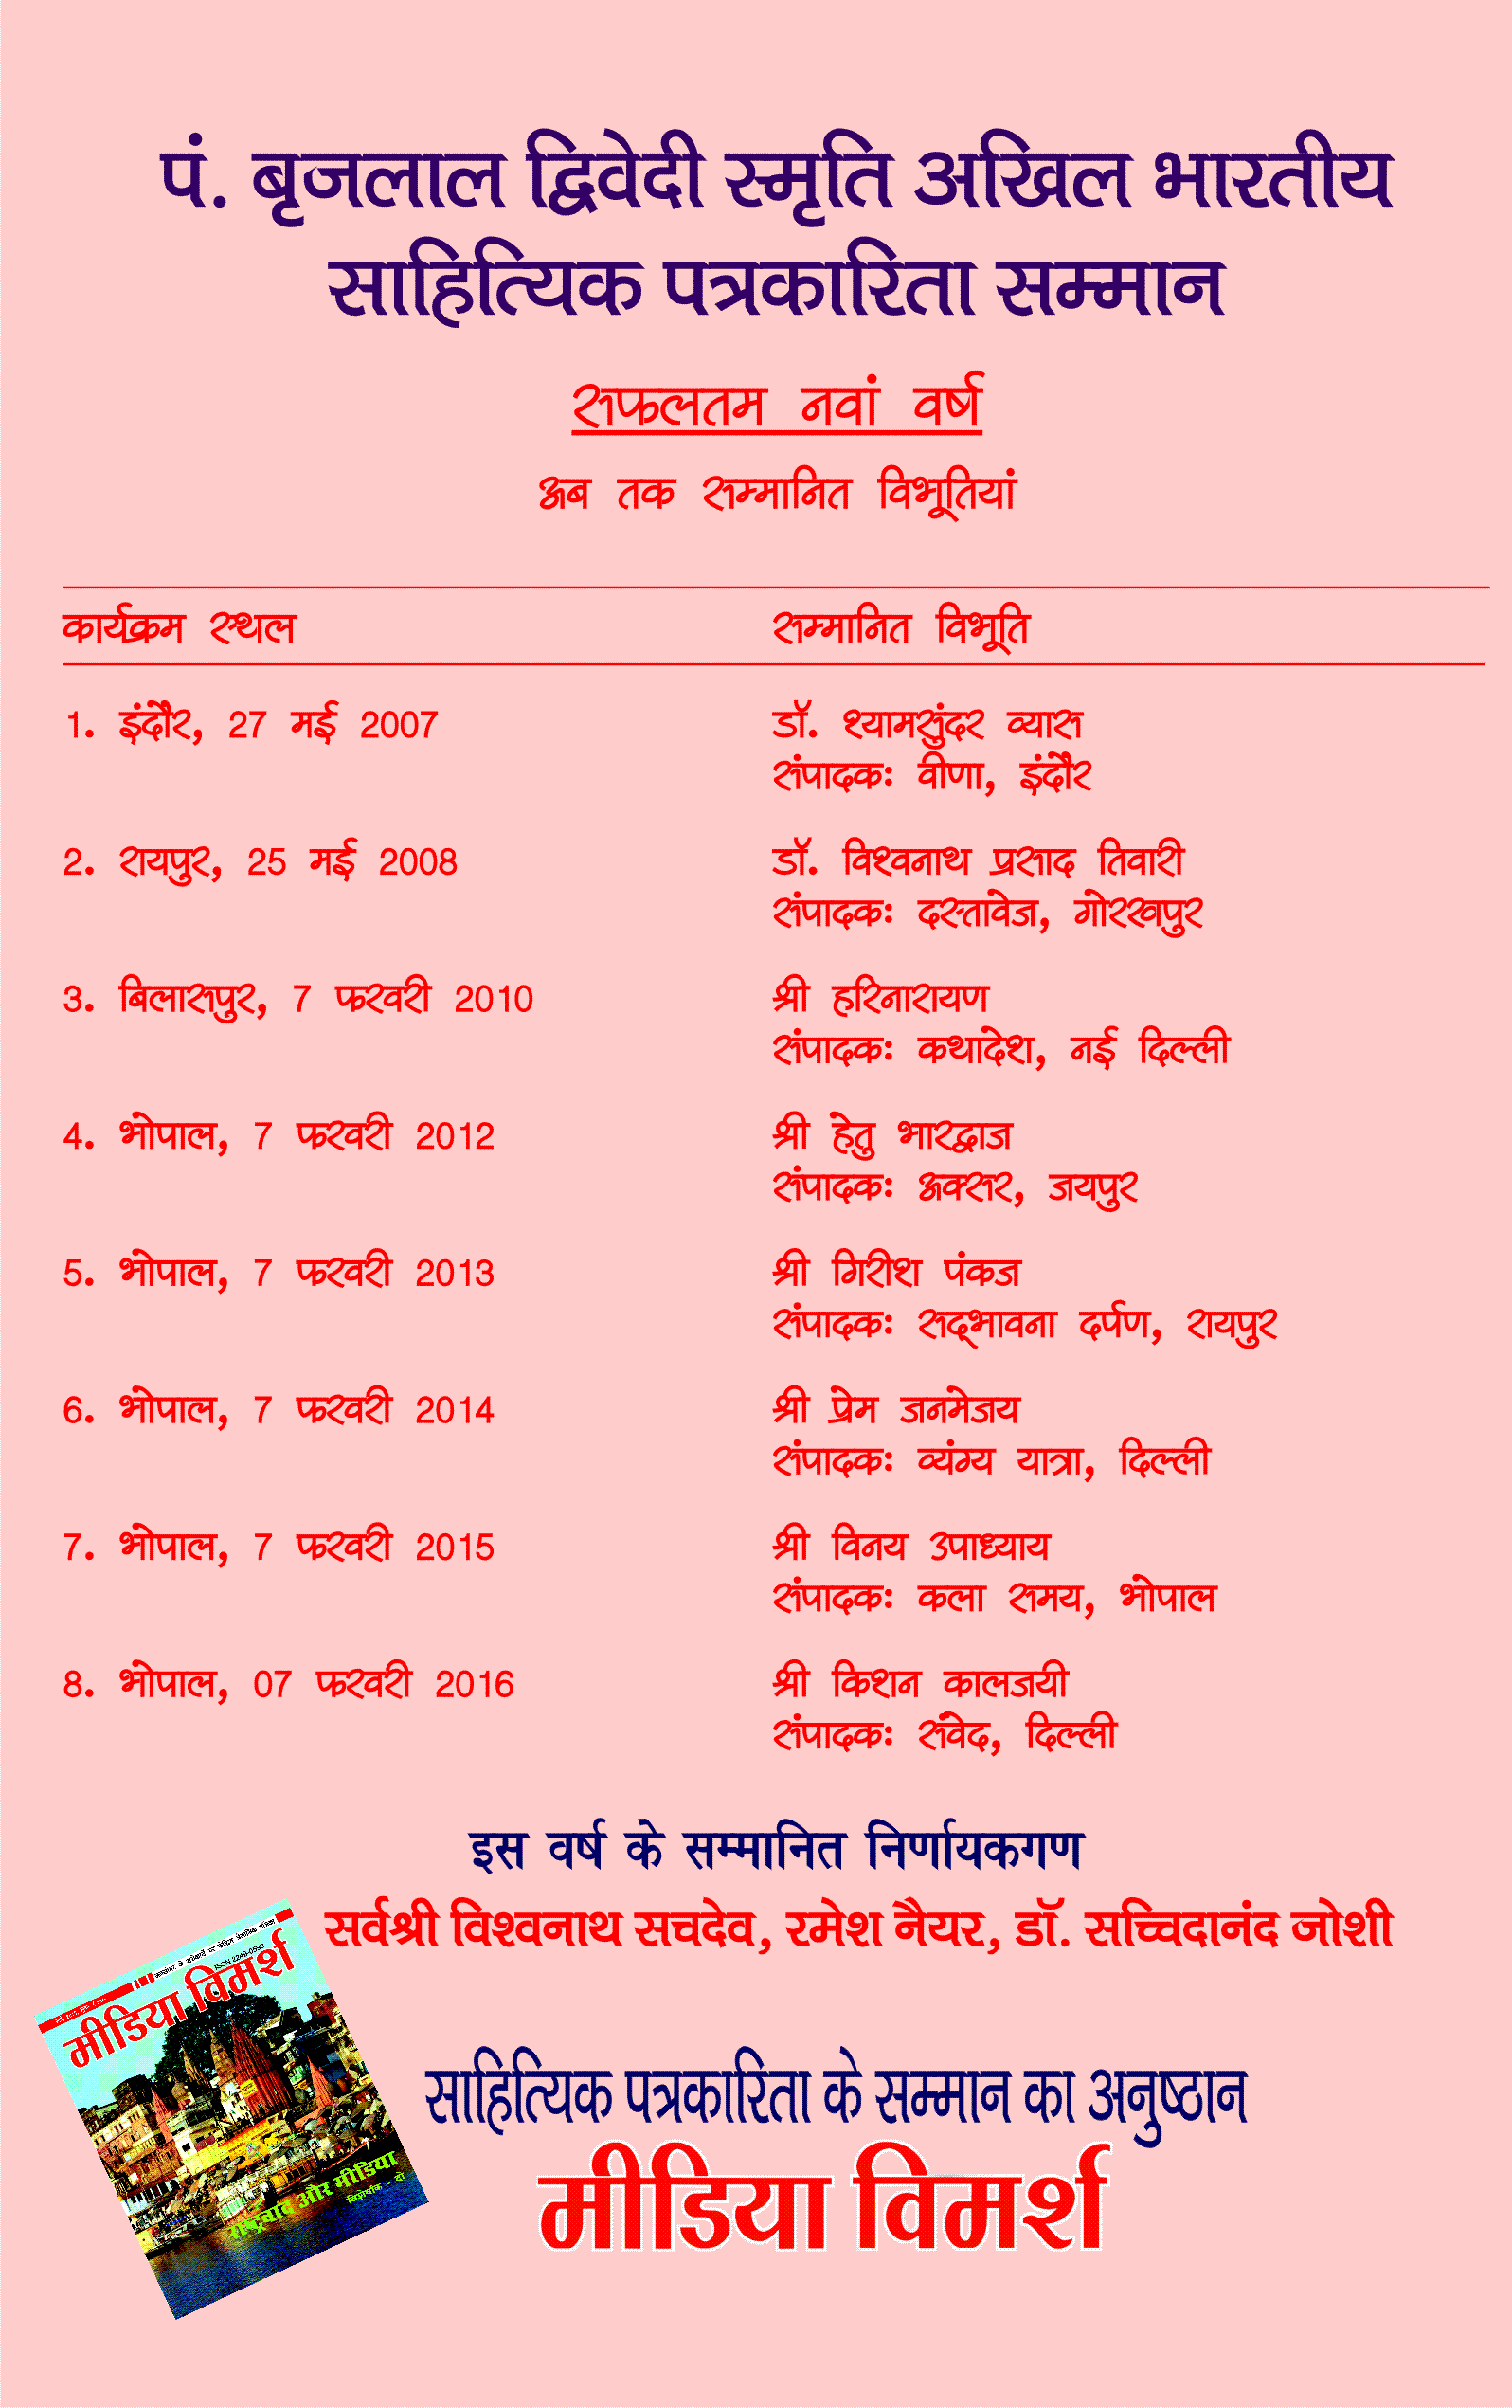 पं. बृजलाल द्विवेदी स्मृति अखिल भारतीय
साहित्यिक पत्रकारिता सम्मान
सफलतम नवां वर्ष
अब तक सम्मानित विभूतियां
कार्यक्रम स्थल सम्मानित विभूति
1. इंदौर, 27 मई 2007 डॉ. श्यामसुंदर व्यास
संपादकः वीणा, इंदौर
2. रायपुर, 25 मई 2008 डॉ. विश्वनाथ प्रसाद तिवारी
संपादकः दस्तावेज, गोरखपुर
3. बिलासपुर, 7 फरवरी 2010 श्री हरिनारायण
संपादकः कथादेश, नई दिल्ली
4. भोपाल, 7 फरवरी 2012 श्री हेतु भारद्वाज
संपादकः अक्सर, जयपुर
5. भोपाल, 7 फरवरी 2013 श्री गिरीश पंकज
संपादकः सद्भावना दर्पण, रायपुर
6. भोपाल, 7 फरवरी 2014 श्री प्रेम जनमेजय
संपादकः व्यंग्य यात्रा, दिल्ली
7. भोपाल, 7 फरवरी 2015 श्री विनय उपाध्याय
संपादकः कला समय, भोपाल
8. भोपाल, 07 फरवरी 2016 श्री किशन कालजयी
संपादकः संवेद, दिल्ली
इस वर्ष के सम्मानित निर्णायकगण
सर्वश्री विश्वनाथ सचदेव, रमेश नैयर, डॉ. सच्चिदानंद जोशी
ISSN 2249-0590
मीडिया विमर्श
राष्ट्रवाद और मीडिया
विशेषांक - दो
साहित्यिक पत्रकारिता के सम्मान का अनुष्ठान
मीडिया विमर्श